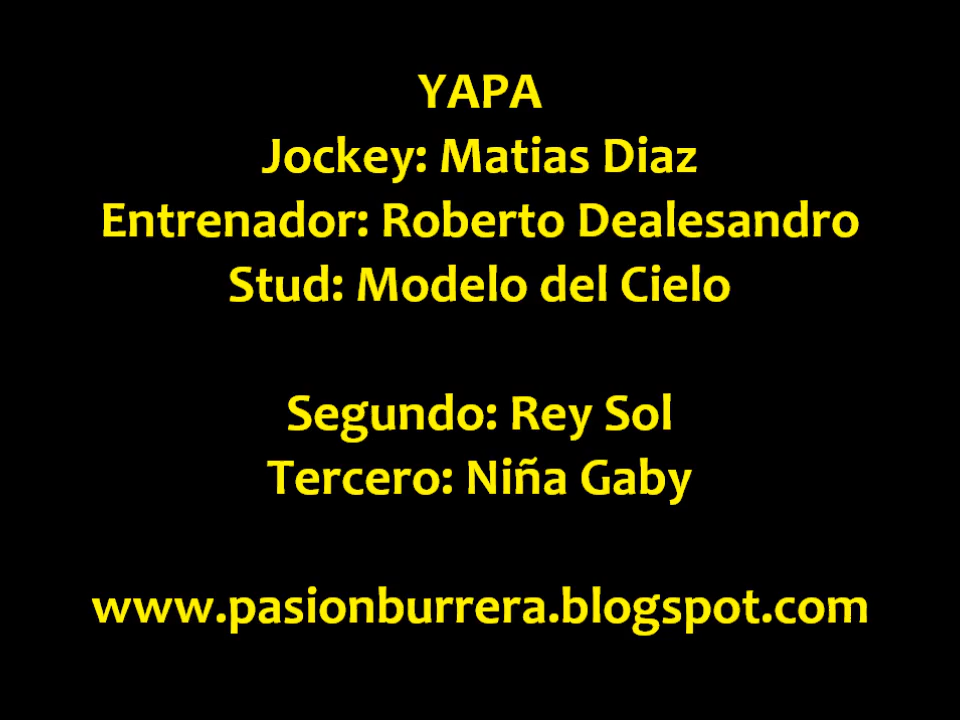 YAPA
Jockey: Matias Diaz
Entrenador: Roberto Dealesandro
Stud: Modelo del Cielo
Segundo: Rey Sol
Tercero: Niña Gaby
www.pasionburrera.blogspot.com